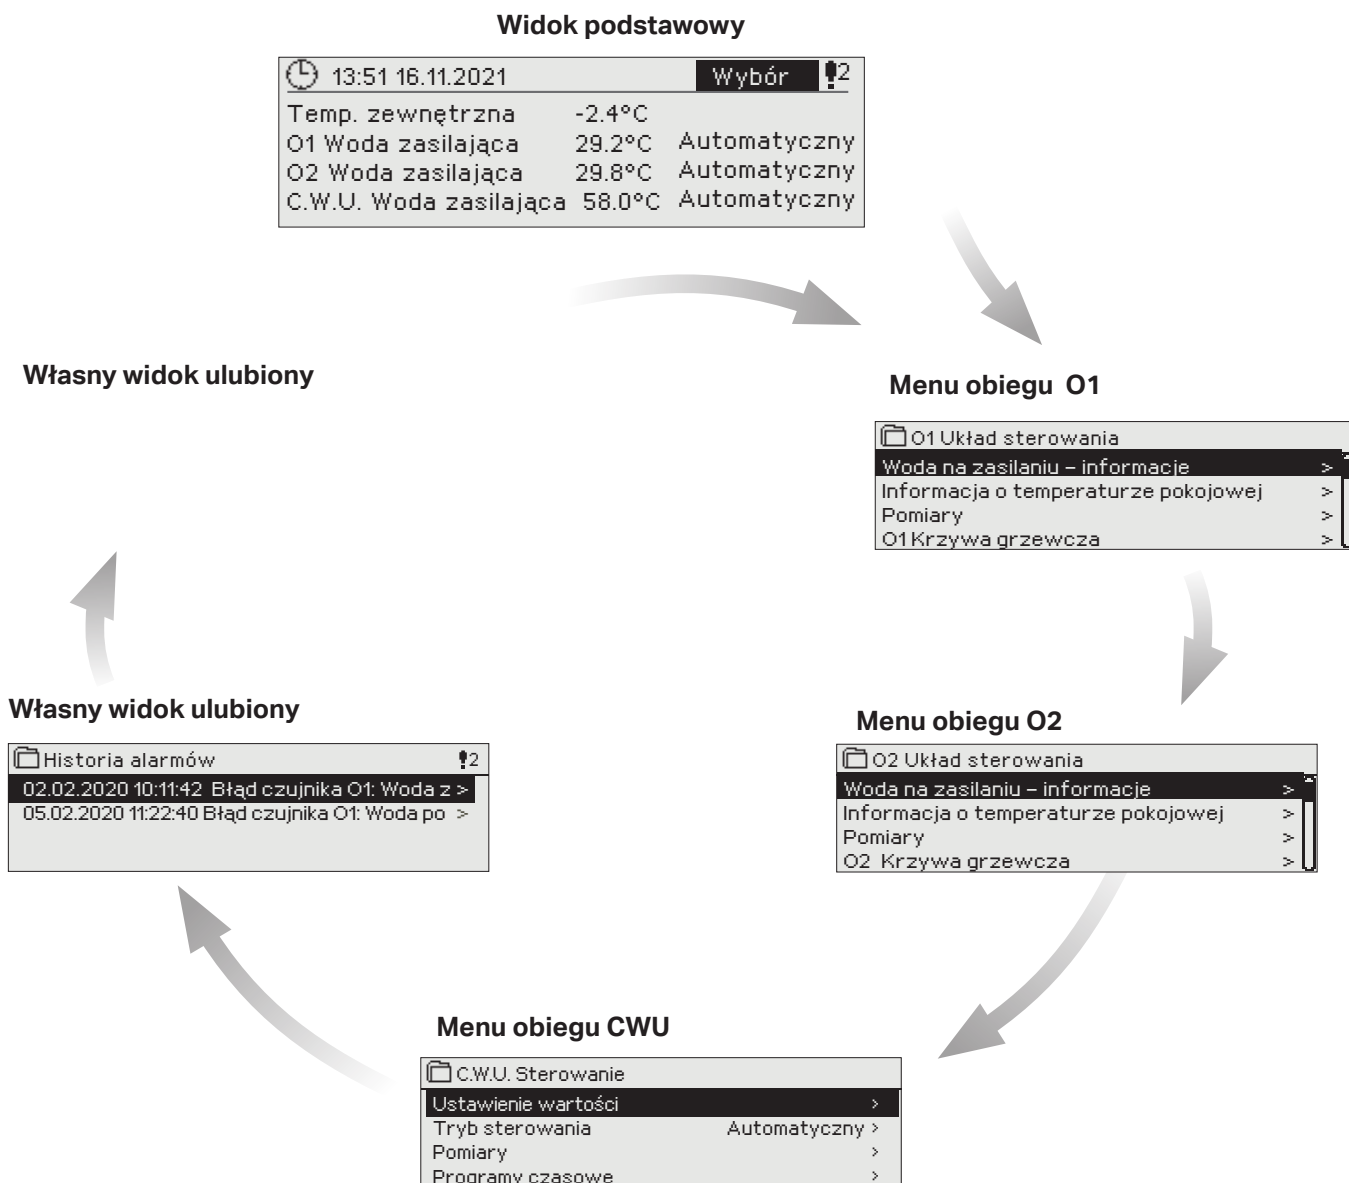 Widok podstawowy
13:51 16.11.2021 Wybór 2
Temp. zewnętrzna -2.4°C
O1 Woda zasilająca 29.2°C Automatyczny
O2 Woda zasilająca 29.8°C Automatyczny
C.W.U. Woda zasilająca 58.0°C Automatyczny
Własny widok ulubiony
Menu obiegu O1
O1 Układ sterowania
Woda na zasilaniu – informacje >
Informacja o temperaturze pokojowej >
Pomiary >
O1 Krzywa grzewcza >
Własny widok ulubiony
Historia alarmów 2
02.02.2020 10:11:42 Błąd czujnika O1: Woda z >
05.02.2020 11:22:40 Błąd czujnika O1: Woda po >
Menu obiegu O2
O2 Układ sterowania
Woda na zasilaniu – informacje >
Informacja o temperaturze pokojowej >
Pomiary >
O2 Krzywa grzewcza >
Menu obiegu CWU
C.W.U. Sterowanie
Ustawienie wartości >
Tryb sterowania Automatyczny >
Pomiary >
Programy czasowe >